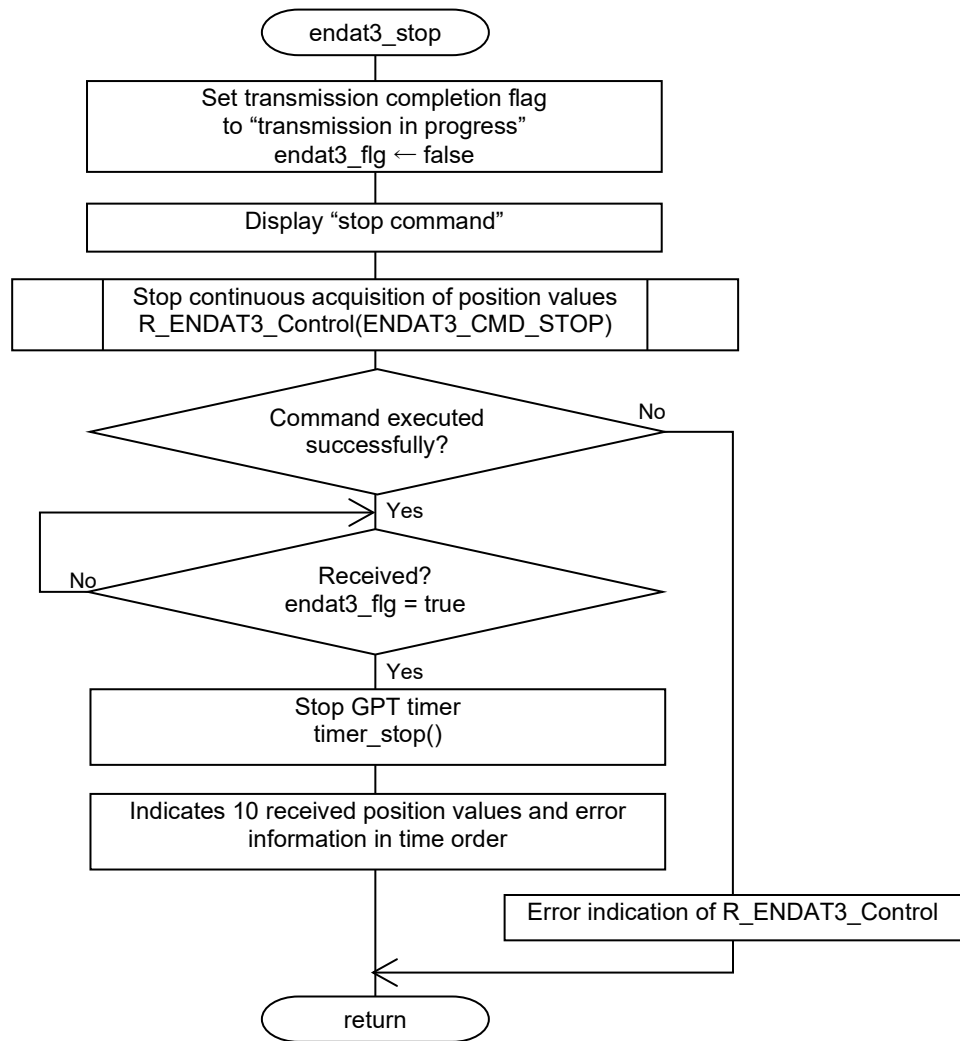 endat3_stop
Set transmission completion flag
to “transmission in progress”
endat3_flg ← false
Display “stop command”
Stop continuous acquisition of position values
R_ENDAT3_Control(ENDAT3_CMD_STOP)
Command executed
successfully?
No
Yes
Received?
endat3_flg = true
No
Yes
Stop GPT timer
timer_stop()
Indicates 10 received position values and error
information in time order
Error indication of R_ENDAT3_Control
return